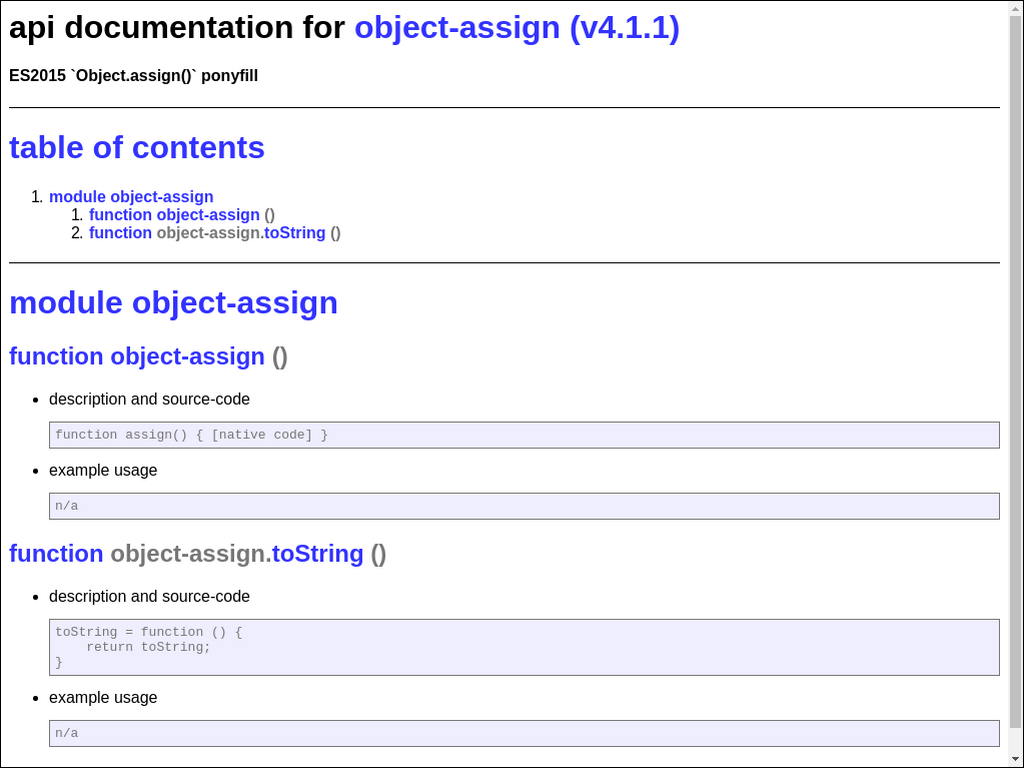 api documentation for object-assign (v4.1.1)
ES2015 `Object.assign()` ponyfill
table of contents
1. module object-assign
1. function object-assign ()
2. function object-assign.toString ()
module object-assign
function object-assign ()
• description and source-code
function assign() { [native code] }
• example usage
n/a
function object-assign.toString ()
• description and source-code
toString = function () {
    return toString;
}
• example usage
n/a